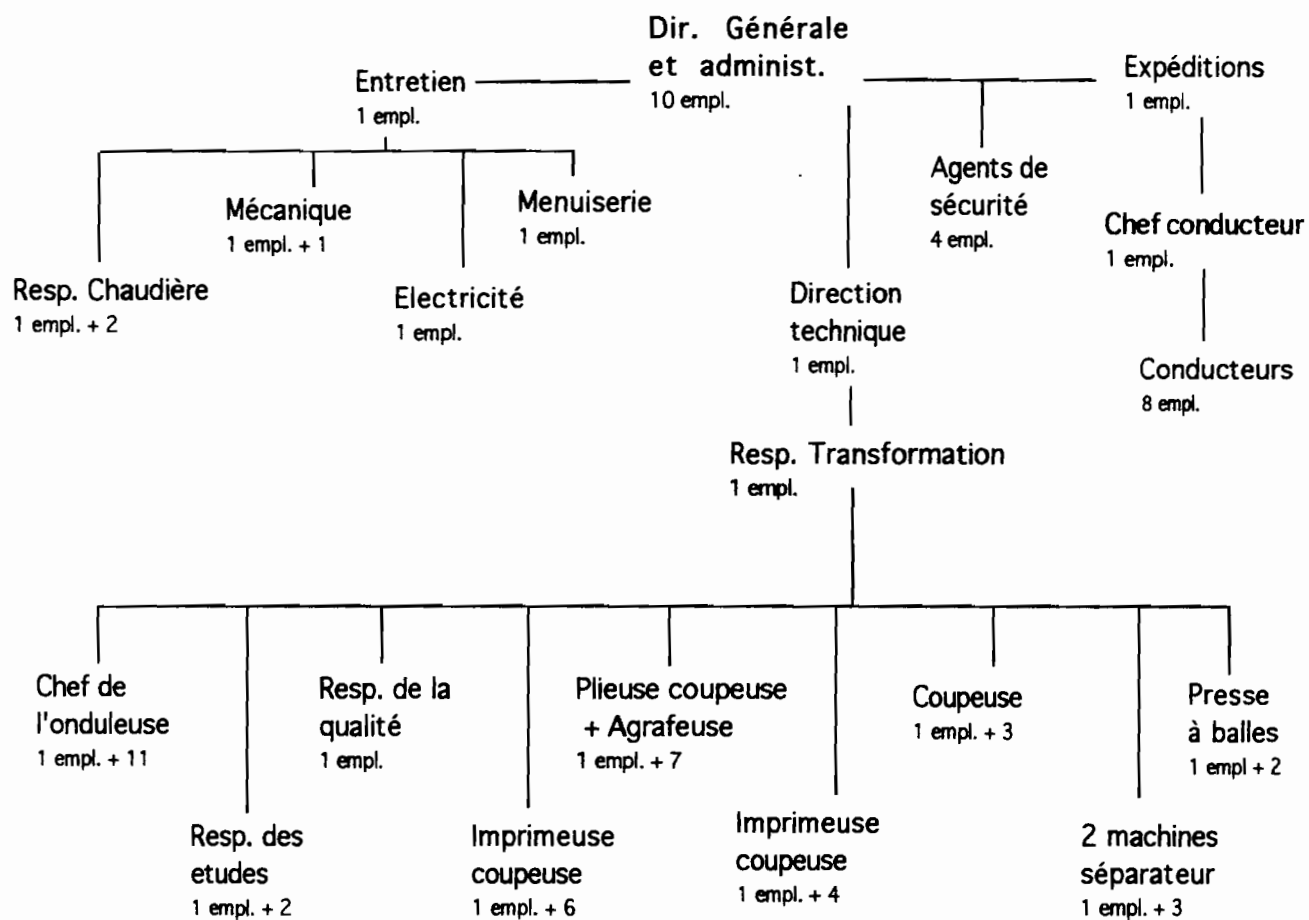 Dir. Générale
et administ.
10 empl.
Entretien
1 empl.
Expéditions
1 empl.
Mécanique
1 empl. + 1
Menuiserie
1 empl.
Agents de
sécurité
4 empl.
Chef conducteur
1 empl.
Resp. Chaudière
1 empl. + 2
Electricité
1 empl.
Direction
technique
1 empl.
Conducteurs
8 empl.
Resp. Transformation
1 empl.
Chef de
l'onduleuse
1 empl. + 11
Resp. de la
qualité
1 empl.
Plieuse coupeuse
+ Agrafeuse
1 empl. + 7
Coupeuse
1 empl. + 3
Presse
à balles
1 empl + 2
Resp. des
etudes
1 empl. + 2
Imprimeuse
coupeuse
1 empl. + 6
Imprimeuse
coupeuse
1 empl. + 4
2 machines
séparateur
1 empl. + 3